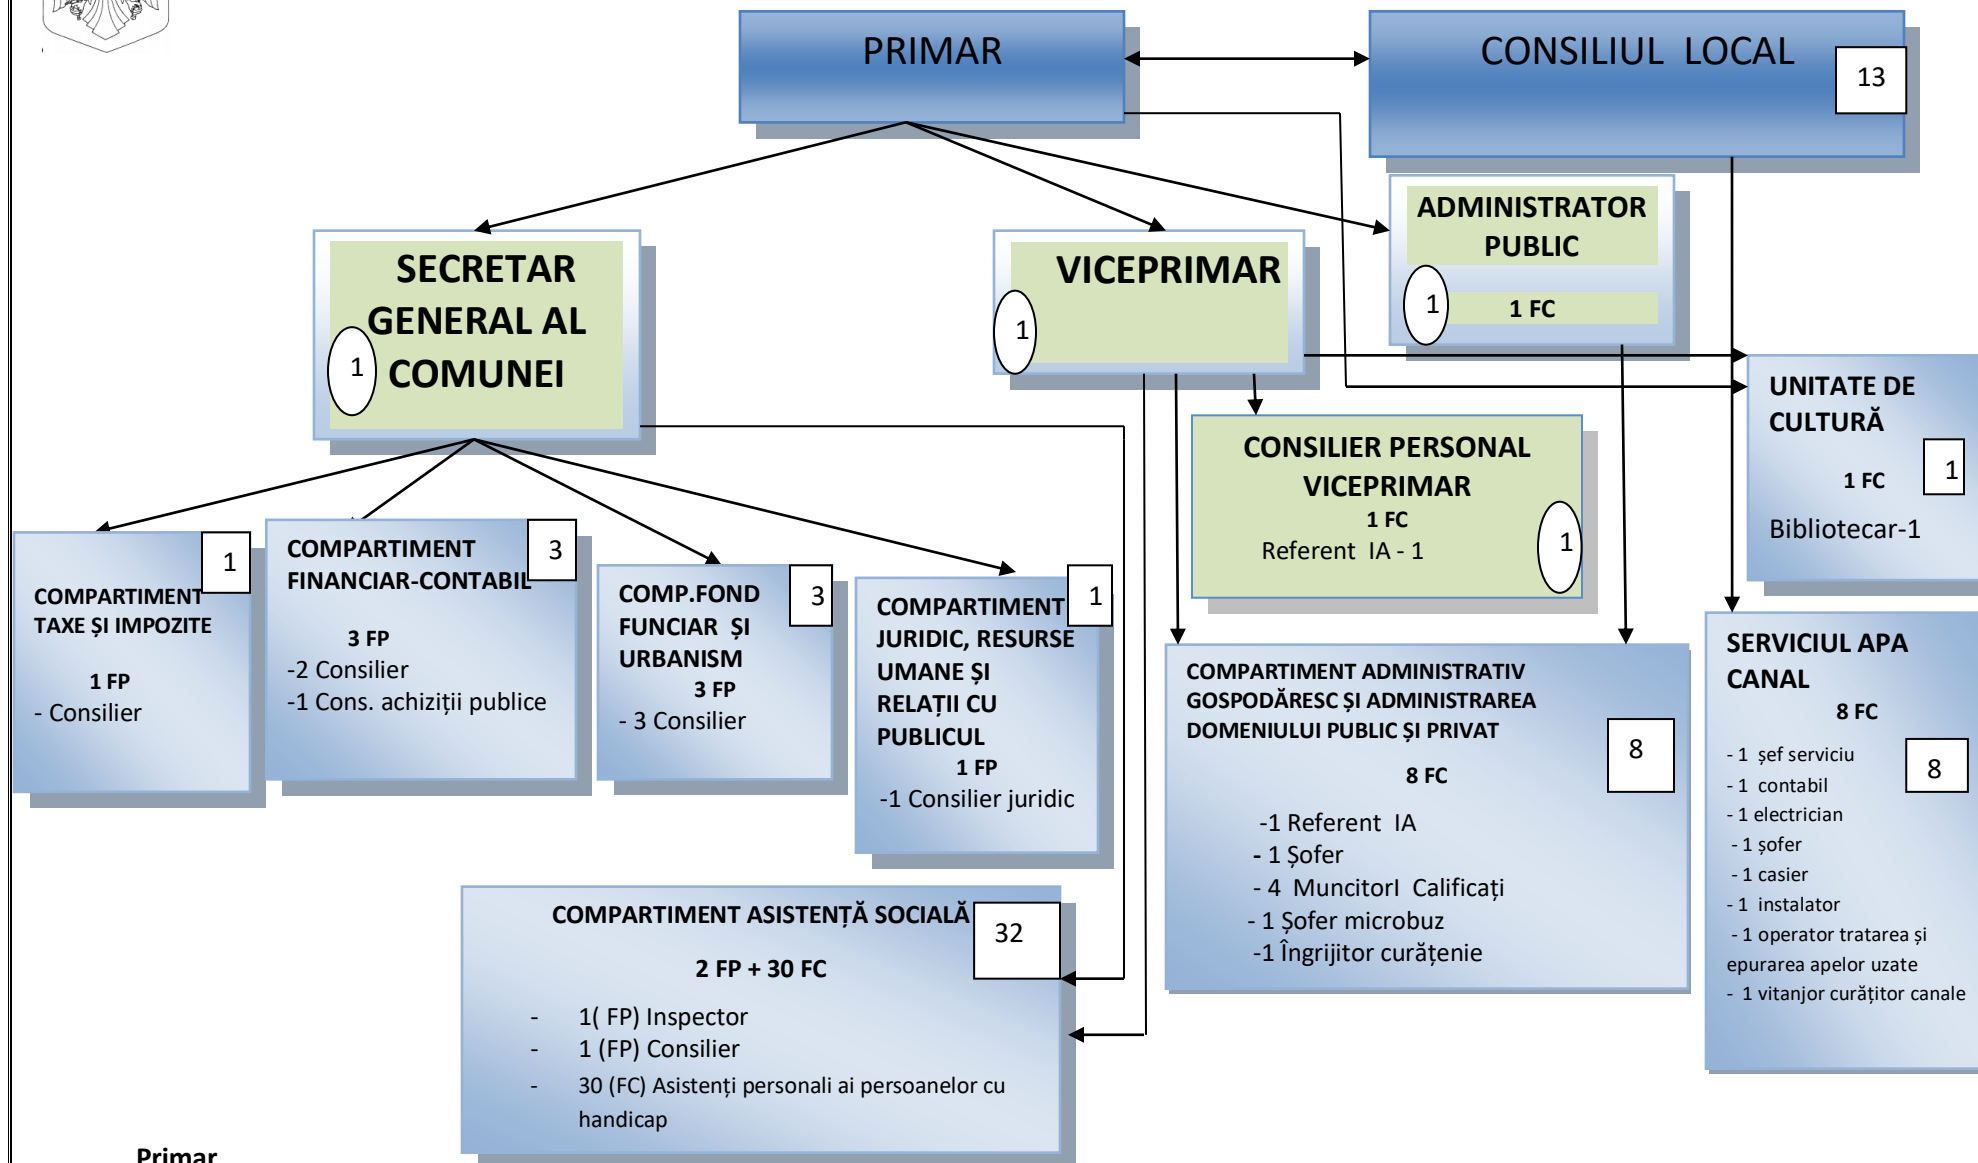 PRIMAR
CONSILIUL LOCAL
13
ADMINISTRATOR
PUBLIC
1
1 FC
SECRETAR
GENERAL AL
COMUNEI
1
VICEPRIMAR
1
UNITATE DE
CULTURĂ
1 FC
1
Bibliotecar-1
CONSILIER PERSONAL
VICEPRIMAR
1 FC
Referent IA - 1
1
COMPARTIMENT
TAXE ȘI IMPOZITE
1
1 FP
- Consilier
COMPARTIMENT
FINANCIAR-CONTABIL
3
3 FP
-2 Consilier
-1 Cons. achiziții publice
COMP.FOND
FUNCIAR ȘI
URBANISM
3
3 FP
- 3 Consilier
COMPARTIMENT
JURIDIC, RESURSE
UMANE ȘI
RELAȚII CU
PUBLICUL
1
1 FP
-1 Consilier juridic
COMPARTIMENT ADMINISTRATIV
GOSPODĂRESC ȘI ADMINISTRAREA
DOMENIULUI PUBLIC ȘI PRIVAT
8
8 FC
-1 Referent IA
- 1 Șofer
- 4 MuncitorI Calificați
- 1 Șofer microbuz
-1 Îngrijitor curățenie
SERVICIUL APA
CANAL
8 FC
8
- 1 șef serviciu
- 1 contabil
- 1 electrician
- 1 șofer
- 1 casier
- 1 instalator
- 1 operator tratarea și
epurarea apelor uzate
- 1 vitanjor curățitor canale
COMPARTIMENT ASISTENȚĂ SOCIALĂ
32
2 FP + 30 FC
- 1( FP) Inspector
- 1 (FP) Consilier
- 30 (FC) Asistenți personali ai persoanelor cu
handicap
Primar